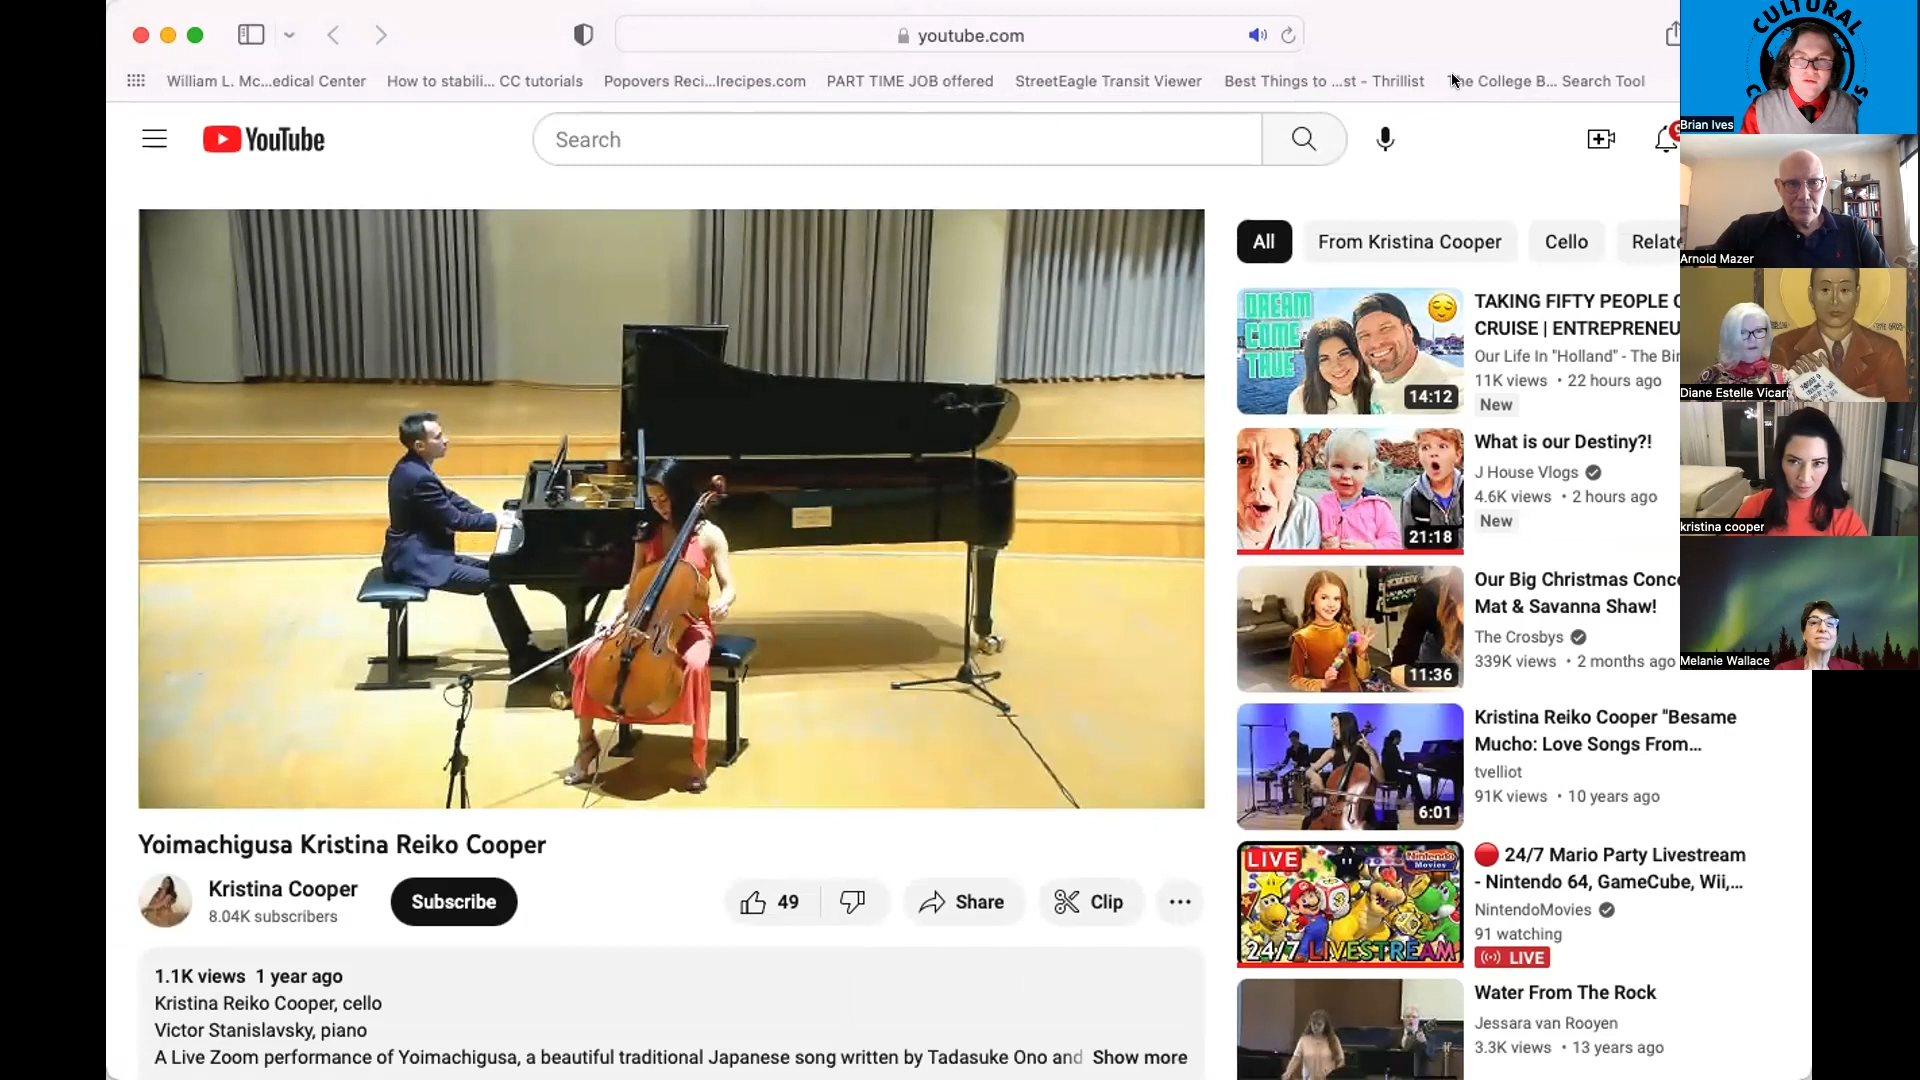 youtube.com
William L. Mc...edical Center
How to stabili... CC tutorials
Popovers Reci...lrecipes.com
PART TIME JOB offered
StreetEagle Transit Viewer
Best Things to ...st - Thrillist
The College B... Search Tool
YouTube
Search
All
From Kristina Cooper
Cello
Relate
DREAM
COME
TRUE
14:12
TAKING FIFTY PEOPLE
CRUISE | ENTREPRENEU
Our Life In "Holland" - The Bi
11K views • 22 hours ago
New
21:18
What is our Destiny?!
J House Vlogs
4.6K views • 2 hours ago
New
11:36
Our Big Christmas Conce
Mat & Savanna Shaw!
The Crosbys
339K views • 2 months ago
6:01
Kristina Reiko Cooper "Besame
Mucho: Love Songs From...
tvelliot
91K views • 10 years ago
LIVE
Nintendo
Movies
24/7 LIVESTREAM
24/7 Mario Party Livestream
- Nintendo 64, GameCube, Wii,...
NintendoMovies
91 watching
LIVE
Water From The Rock
Jessara van Rooyen
3.3K views • 13 years ago
Yoimachigusa Kristina Reiko Cooper
Kristina Cooper
8.04K subscribers
Subscribe
49
Share
Clip
1.1K views 1 year ago
Kristina Reiko Cooper, cello
Victor Stanislavsky, piano
A Live Zoom performance of Yoimachigusa, a beautiful traditional Japanese song written by Tadasuke Ono and Show more
CULTURAL
Brian Ives
Arnold Mazer
Diane Estelle Vicari
kristina cooper
Melanie Wallace